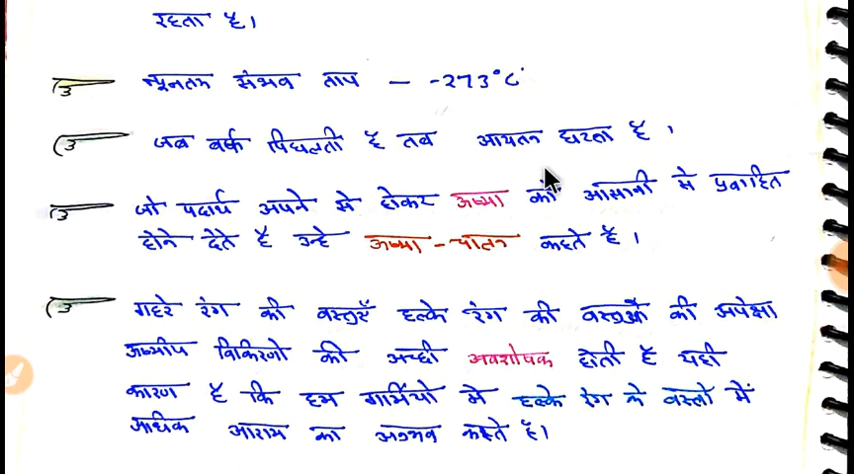 रहता है।
न्यूनतम संभव ताप — -273°C
जब बर्फ पिघलती है तब आयतन घटता है।
जो पदार्थ अपने से होकर ऊष्मा को आसानी से प्रवाहित
होने देते है उन्हे ऊष्मा-चालक कहते है।
गहरे रंग की वस्तुएँ हल्के रंग की वस्तुओं की अपेक्षा
ऊष्मीय विकिरणो की अच्छी अवशोषक होती है यही
कारण है कि हम गर्मियो मे हल्के रंग के वस्त्रो में
अधिक आराम का अनुभव करते है।